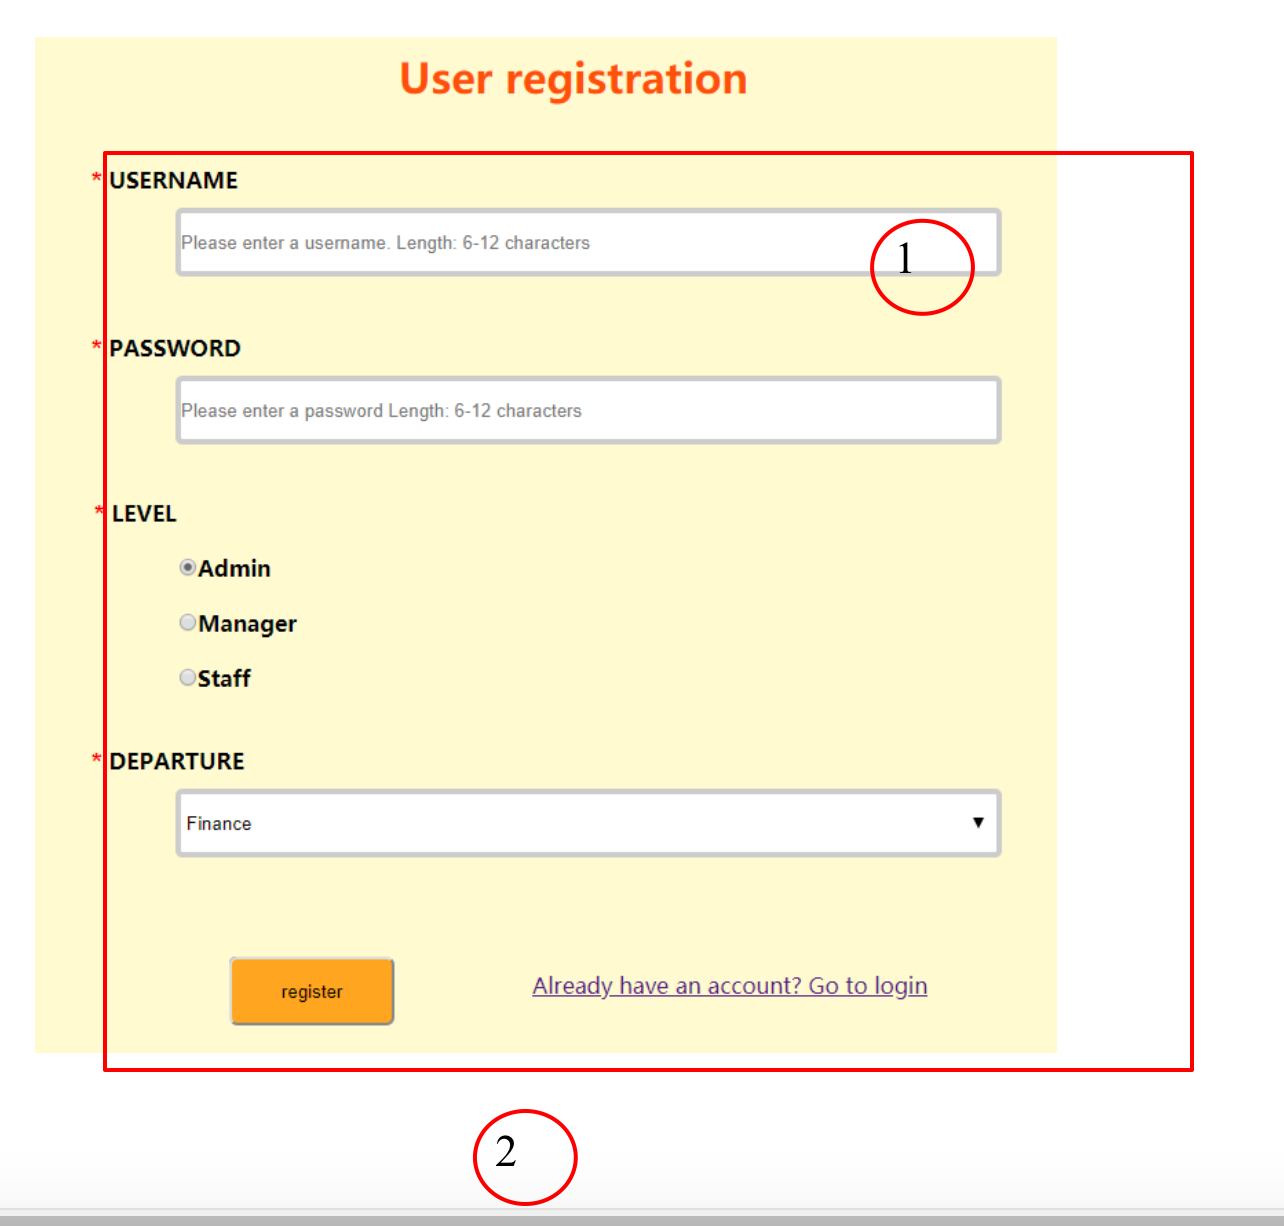 User registration
* USERNAME
Please enter a username. Length: 6-12 characters
1
* PASSWORD
Please enter a password Length: 6-12 characters
* LEVEL
Admin
Manager
Staff
* DEPARTURE
Finance
register
Already have an account? Go to login
2